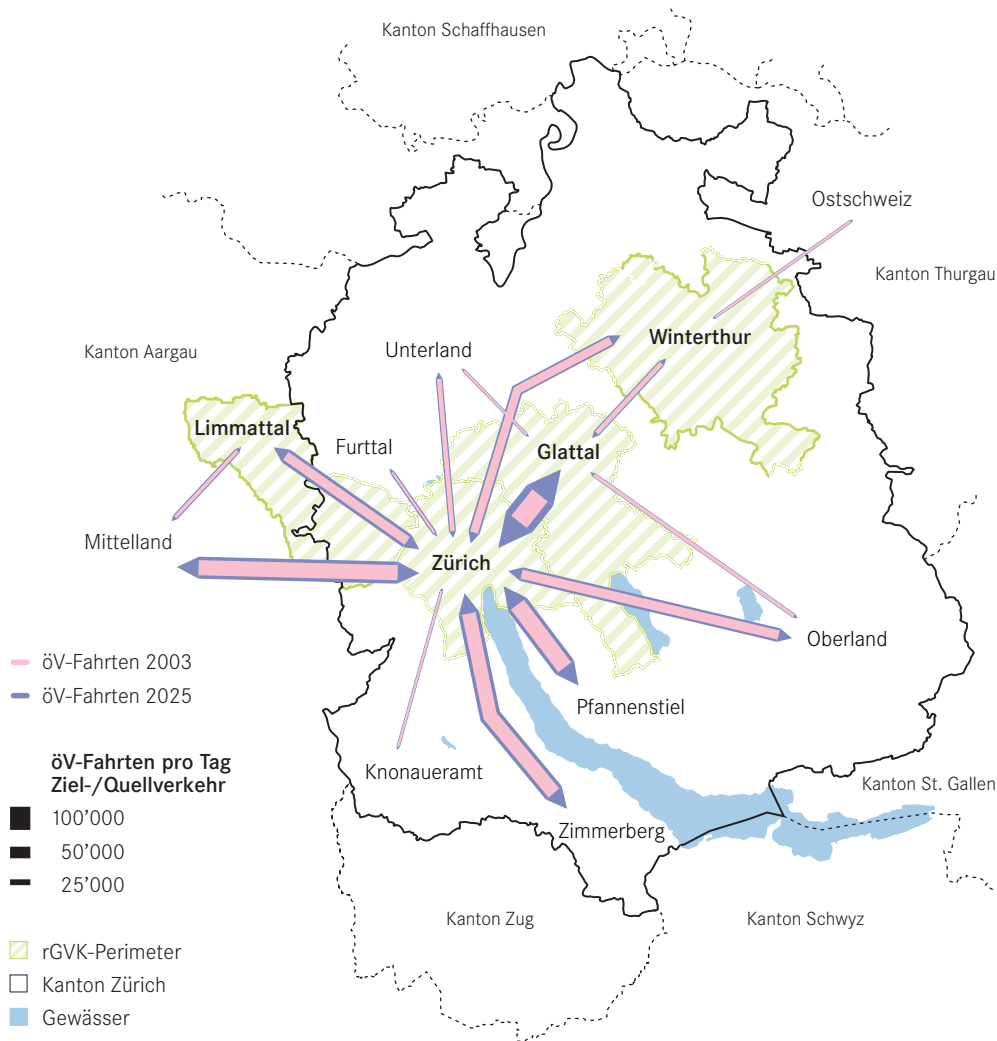 Kanton Schaffhausen
Ostschweiz
Kanton Thurgau
Winterthur
Unterland
Kanton Aargau
Limmattal
Furttal
Glattal
Mittelland
Zürich
Oberland
öV-Fahrten 2003
öV-Fahrten 2025
Pfannenstiel
öV-Fahrten pro Tag
Ziel-/Quellverkehr
100’000
50’000
25’000
Knonaueramt
Kanton St. Gallen
Zimmerberg
Kanton Zug
Kanton Schwyz
rGVK-Perimeter
Kanton Zürich
Gewässer